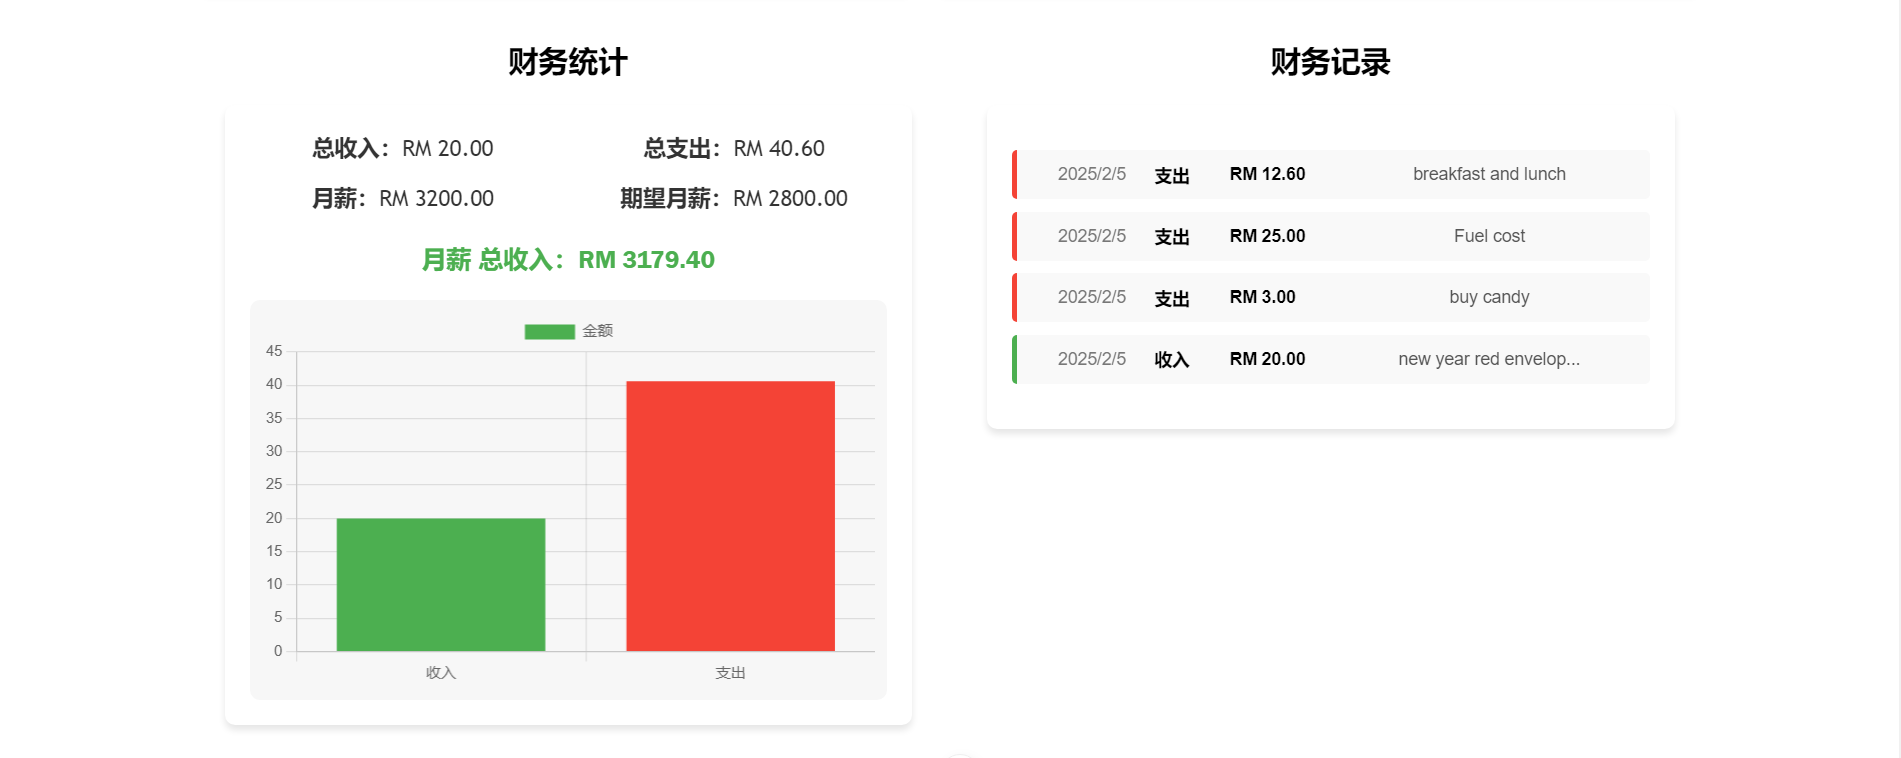 财务统计
总收入：RM 20.00
总支出：RM 40.60
月薪：RM 3200.00
期望月薪：RM 2800.00
月薪 总收入：RM 3179.40
金额
45
40
35
30
25
20
15
10
5
0
收入
支出
财务记录
2025/2/5 支出 RM 12.60 breakfast and lunch
2025/2/5 支出 RM 25.00 Fuel cost
2025/2/5 支出 RM 3.00 buy candy
2025/2/5 收入 RM 20.00 new year red envelop...